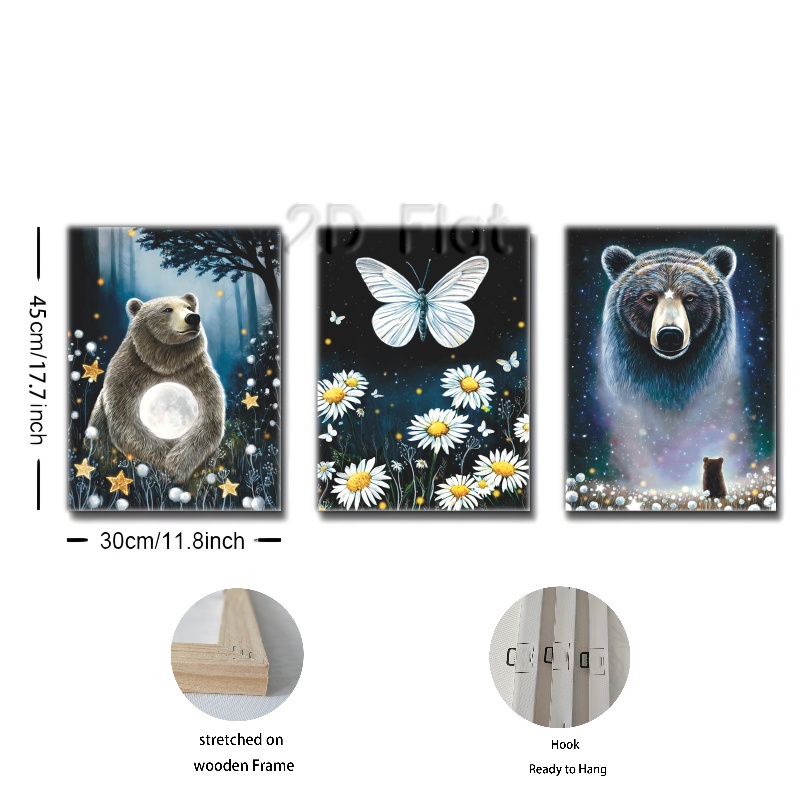 2D Flat
45cm/17.7inch
30cm/11.8inch
stretched on
wooden Frame
Hook
Ready to Hang